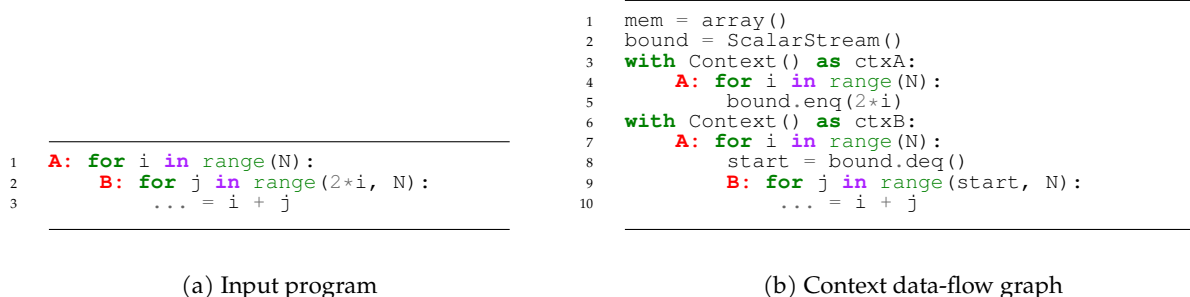 1 A: for i in range(N):
2 B: for j in range(2*i, N):
3 ... = i + j
(a) Input program
1 mem = array()
2 bound = ScalarStream()
3 with Context() as ctxA:
4 A: for i in range(N):
5 bound.enq(2*i)
6 with Context() as ctxB:
7 A: for i in range(N):
8 start = bound.deq()
9 B: for j in range(start, N):
10 ... = i + j
(b) Context data-flow graph